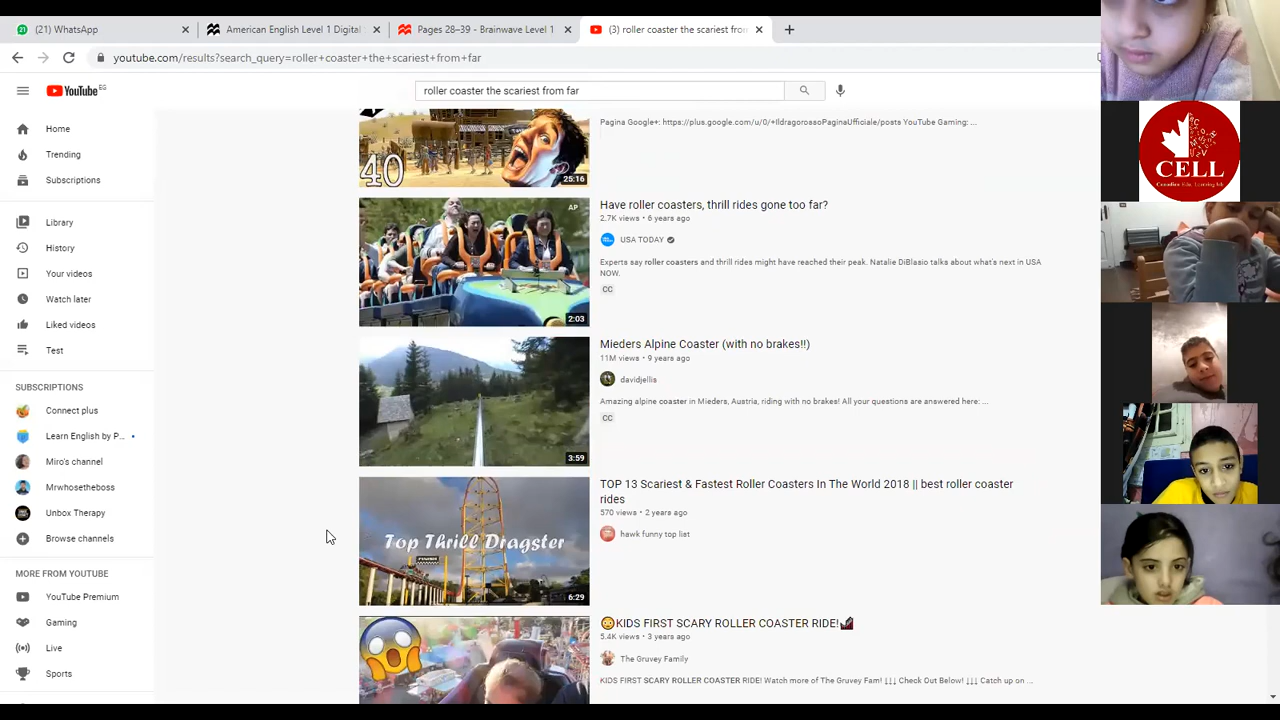 (21) WhatsApp
American English Level 1 Digital
Pages 28–39 - Brainwave Level 1
(3) roller coaster the scariest from
youtube.com/results?search_query=roller+coaster+the+scariest+from+far
YouTube EG
roller coaster the scariest from far
Home
Trending
Subscriptions
Library
History
Your videos
Watch later
Liked videos
Test
SUBSCRIPTIONS
Connect plus
Learn English by P...
Miro's channel
Mrwhosetheboss
Unbox Therapy
Browse channels
MORE FROM YOUTUBE
YouTube Premium
Gaming
Live
Sports
40
25:16
Pagina Google+: https://plus.google.com/u/0/+IldragorossoPaginaUfficiale/posts YouTube Gaming: ...
AP
2:03
Have roller coasters, thrill rides gone too far?
2.7K views • 6 years ago
USA TODAY
Experts say roller coasters and thrill rides might have reached their peak. Natalie DiBlasio talks about what's next in USA
NOW.
CC
3:59
Mieders Alpine Coaster (with no brakes!!)
11M views • 9 years ago
davidjellis
Amazing alpine coaster in Mieders, Austria, riding with no brakes! All your questions are answered here: ...
CC
Top Thrill Dragster
6:29
TOP 13 Scariest & Fastest Roller Coasters In The World 2018 || best roller coaster
rides
570 views • 2 years ago
hawk funny top list
KIDS FIRST SCARY ROLLER COASTER RIDE!
5.4K views • 3 years ago
The Gruvey Family
KIDS FIRST SCARY ROLLER COASTER RIDE! Watch more of The Gruvey Fam! ↓↓↓ Check Out Below! ↓↓↓ Catch up on ...
CELL